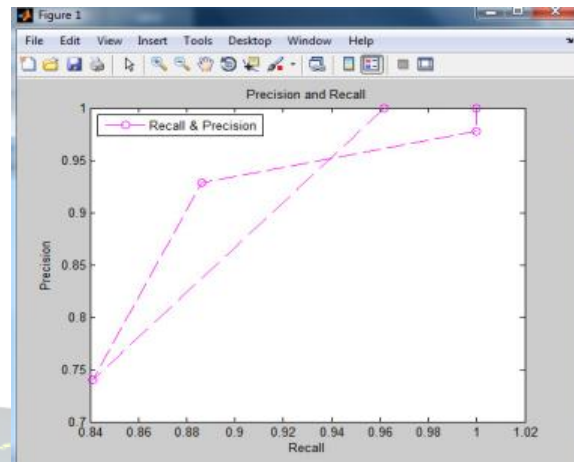 Figure 1
File Edit View Insert Tools Desktop Window Help
Precision and Recall
Recall & Precision
1
0.95
0.9
0.85
0.8
0.75
0.7
Precision
0.84 0.86 0.88 0.9 0.92 0.94 0.96 0.98 1 1.02
Recall